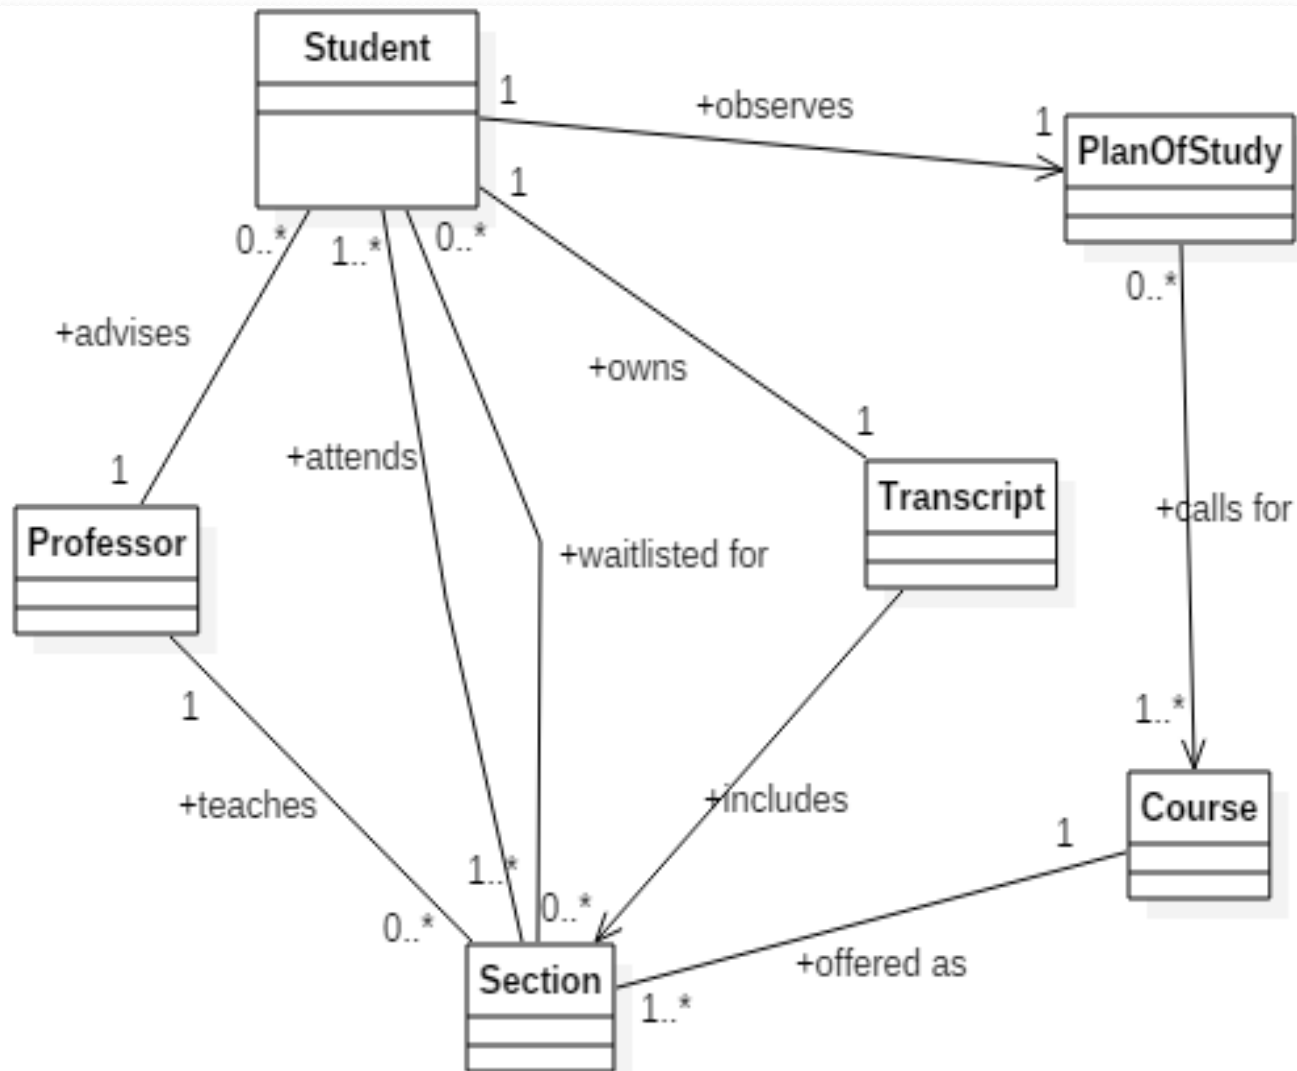 Student
1
+observes
1
PlanOfStudy
1
0..*
1..*
0..*
0..*
+advises
+owns
1
+attends
1
Transcript
+calls for
Professor
+waitlisted for
1
1..*
+teaches
+includes
Course
1
1..*
0..*
0..*
+offered as
Section
1..*